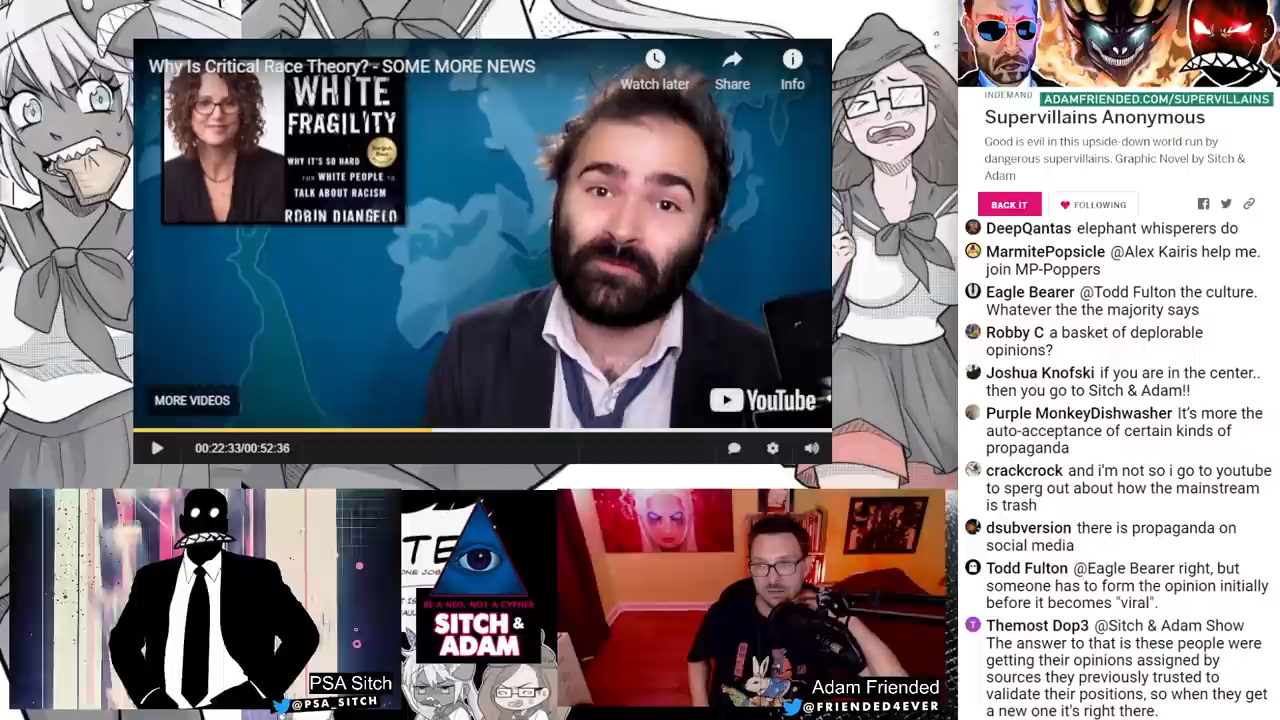 Why Is Critical Race Theory? - SOME MORE NEWS
Watch later
Share
Info
WHITE
FRAGILITY
WHY IT'S SO HARD
FOR WHITE PEOPLE TO
TALK ABOUT RACISM
ROBIN DIANGELO
MORE VIDEOS
YouTube
00:22:33/00:52:36
BE A NEO, NOT A CYPHER
SITCH &
ADAM
PSA Sitch
@PSA_SITCH
Adam Friended
@FRIENDED4EVER
INDEMAND
ADAMFRIENDED.COM/SUPERVILLAINS
Supervillains Anonymous
Good is evil in this upside-down world run by
dangerous supervillains. Graphic Novel by Sitch &
Adam
BACK IT
FOLLOWING
DeepQantas elephant whisperers do
MarmitePopsicle @Alex Kairis help me.
join MP-Poppers
Eagle Bearer @Todd Fulton the culture.
Whatever the the majority says
Robby C a basket of deplorable
opinions?
Joshua Knofski if you are in the center..
then you go to Sitch & Adam!!
Purple MonkeyDishwasher It's more the
auto-acceptance of certain kinds of
propaganda
crackcrock and i'm not so i go to youtube
to sperg out about how the mainstream
is trash
dsubversion there is propaganda on
social media
Todd Fulton @Eagle Bearer right, but
someone has to form the opinion initially
before it becomes "viral".
Themost Dop3 @Sitch & Adam Show
The answer to that is these people were
getting their opinions assigned by
sources they previously trusted to
validate their positions, so when they get
a new one it's right there.